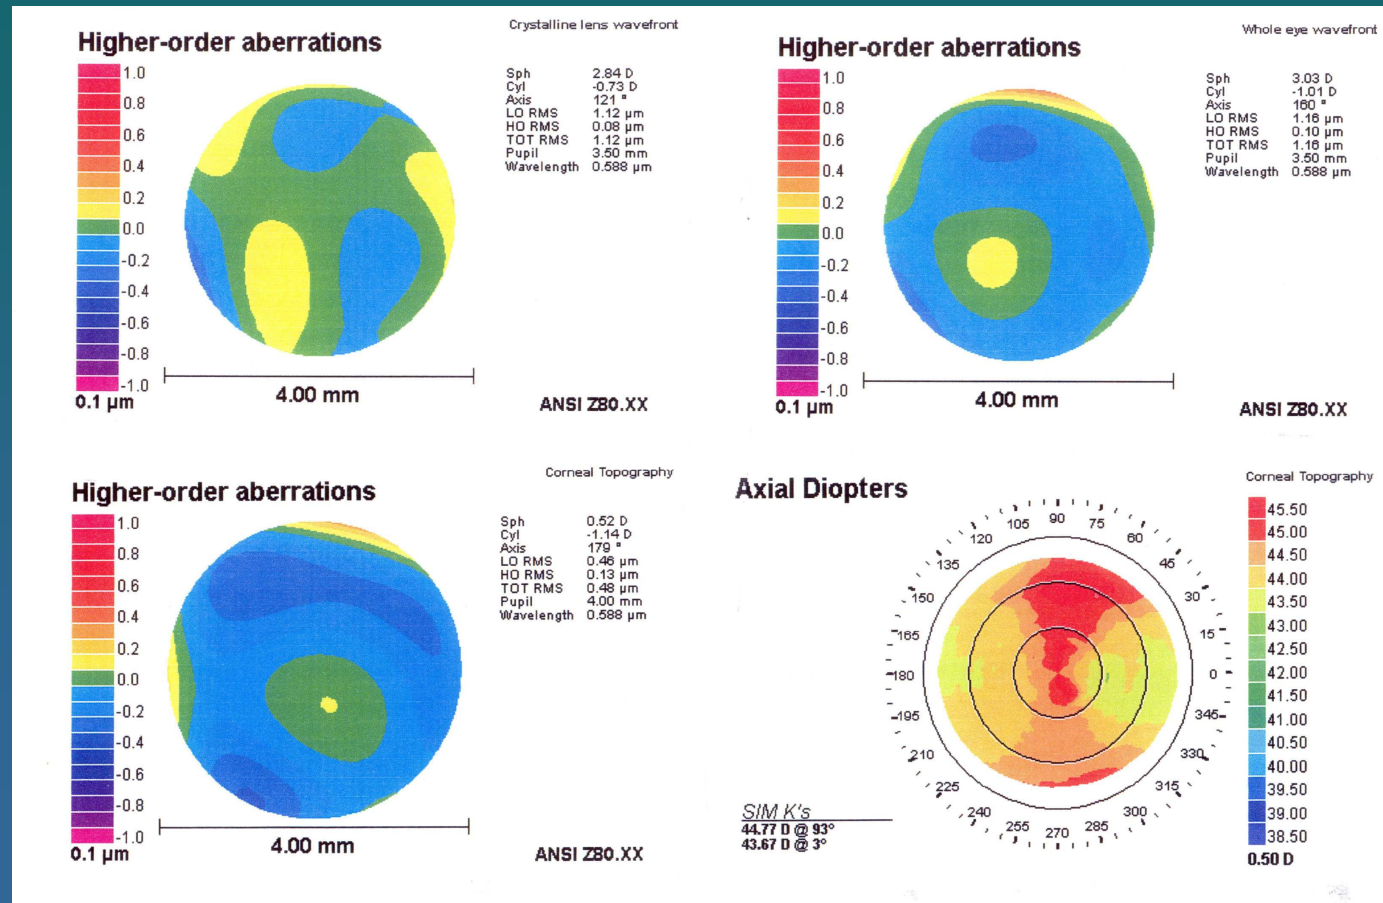 Higher-order aberrations
Crystalline lens wavefront
1.0
0.8
0.6
0.4
0.2
0.0
-0.2
-0.4
-0.6
-0.8
-1.0
0.1 µm
Sph 2.84 D
Cyl -0.73 D
Axis 121 °
LO RMS 1.12 µm
HO RMS 0.08 µm
TOT RMS 1.12 µm
Pupil 3.50 mm
Wavelength 0.588 µm
4.00 mm
ANSI Z80.XX
Higher-order aberrations
Whole eye wavefront
1.0
0.8
0.6
0.4
0.2
0.0
-0.2
-0.4
-0.6
-0.8
-1.0
0.1 µm
Sph 3.03 D
Cyl -1.01 D
Axis 160 °
LO RMS 1.16 µm
HO RMS 0.10 µm
TOT RMS 1.16 µm
Pupil 3.50 mm
Wavelength 0.588 µm
4.00 mm
ANSI Z80.XX
Higher-order aberrations
Corneal Topography
1.0
0.8
0.6
0.4
0.2
0.0
-0.2
-0.4
-0.6
-0.8
-1.0
0.1 µm
Sph 0.52 D
Cyl -1.14 D
Axis 179 °
LO RMS 0.46 µm
HO RMS 0.13 µm
TOT RMS 0.48 µm
Pupil 4.00 mm
Wavelength 0.588 µm
4.00 mm
ANSI Z80.XX
Axial Diopters
Corneal Topography
90
105
75
120
60
135
45
150
30
165
15
180
0
195
345
210
330
225
315
240
300
255
270
285
45.50
45.00
44.50
44.00
43.50
43.00
42.50
42.00
41.50
41.00
40.50
40.00
39.50
39.00
38.50
0.50 D
SIM K's
44.77 D @ 93°
43.67 D @ 3°